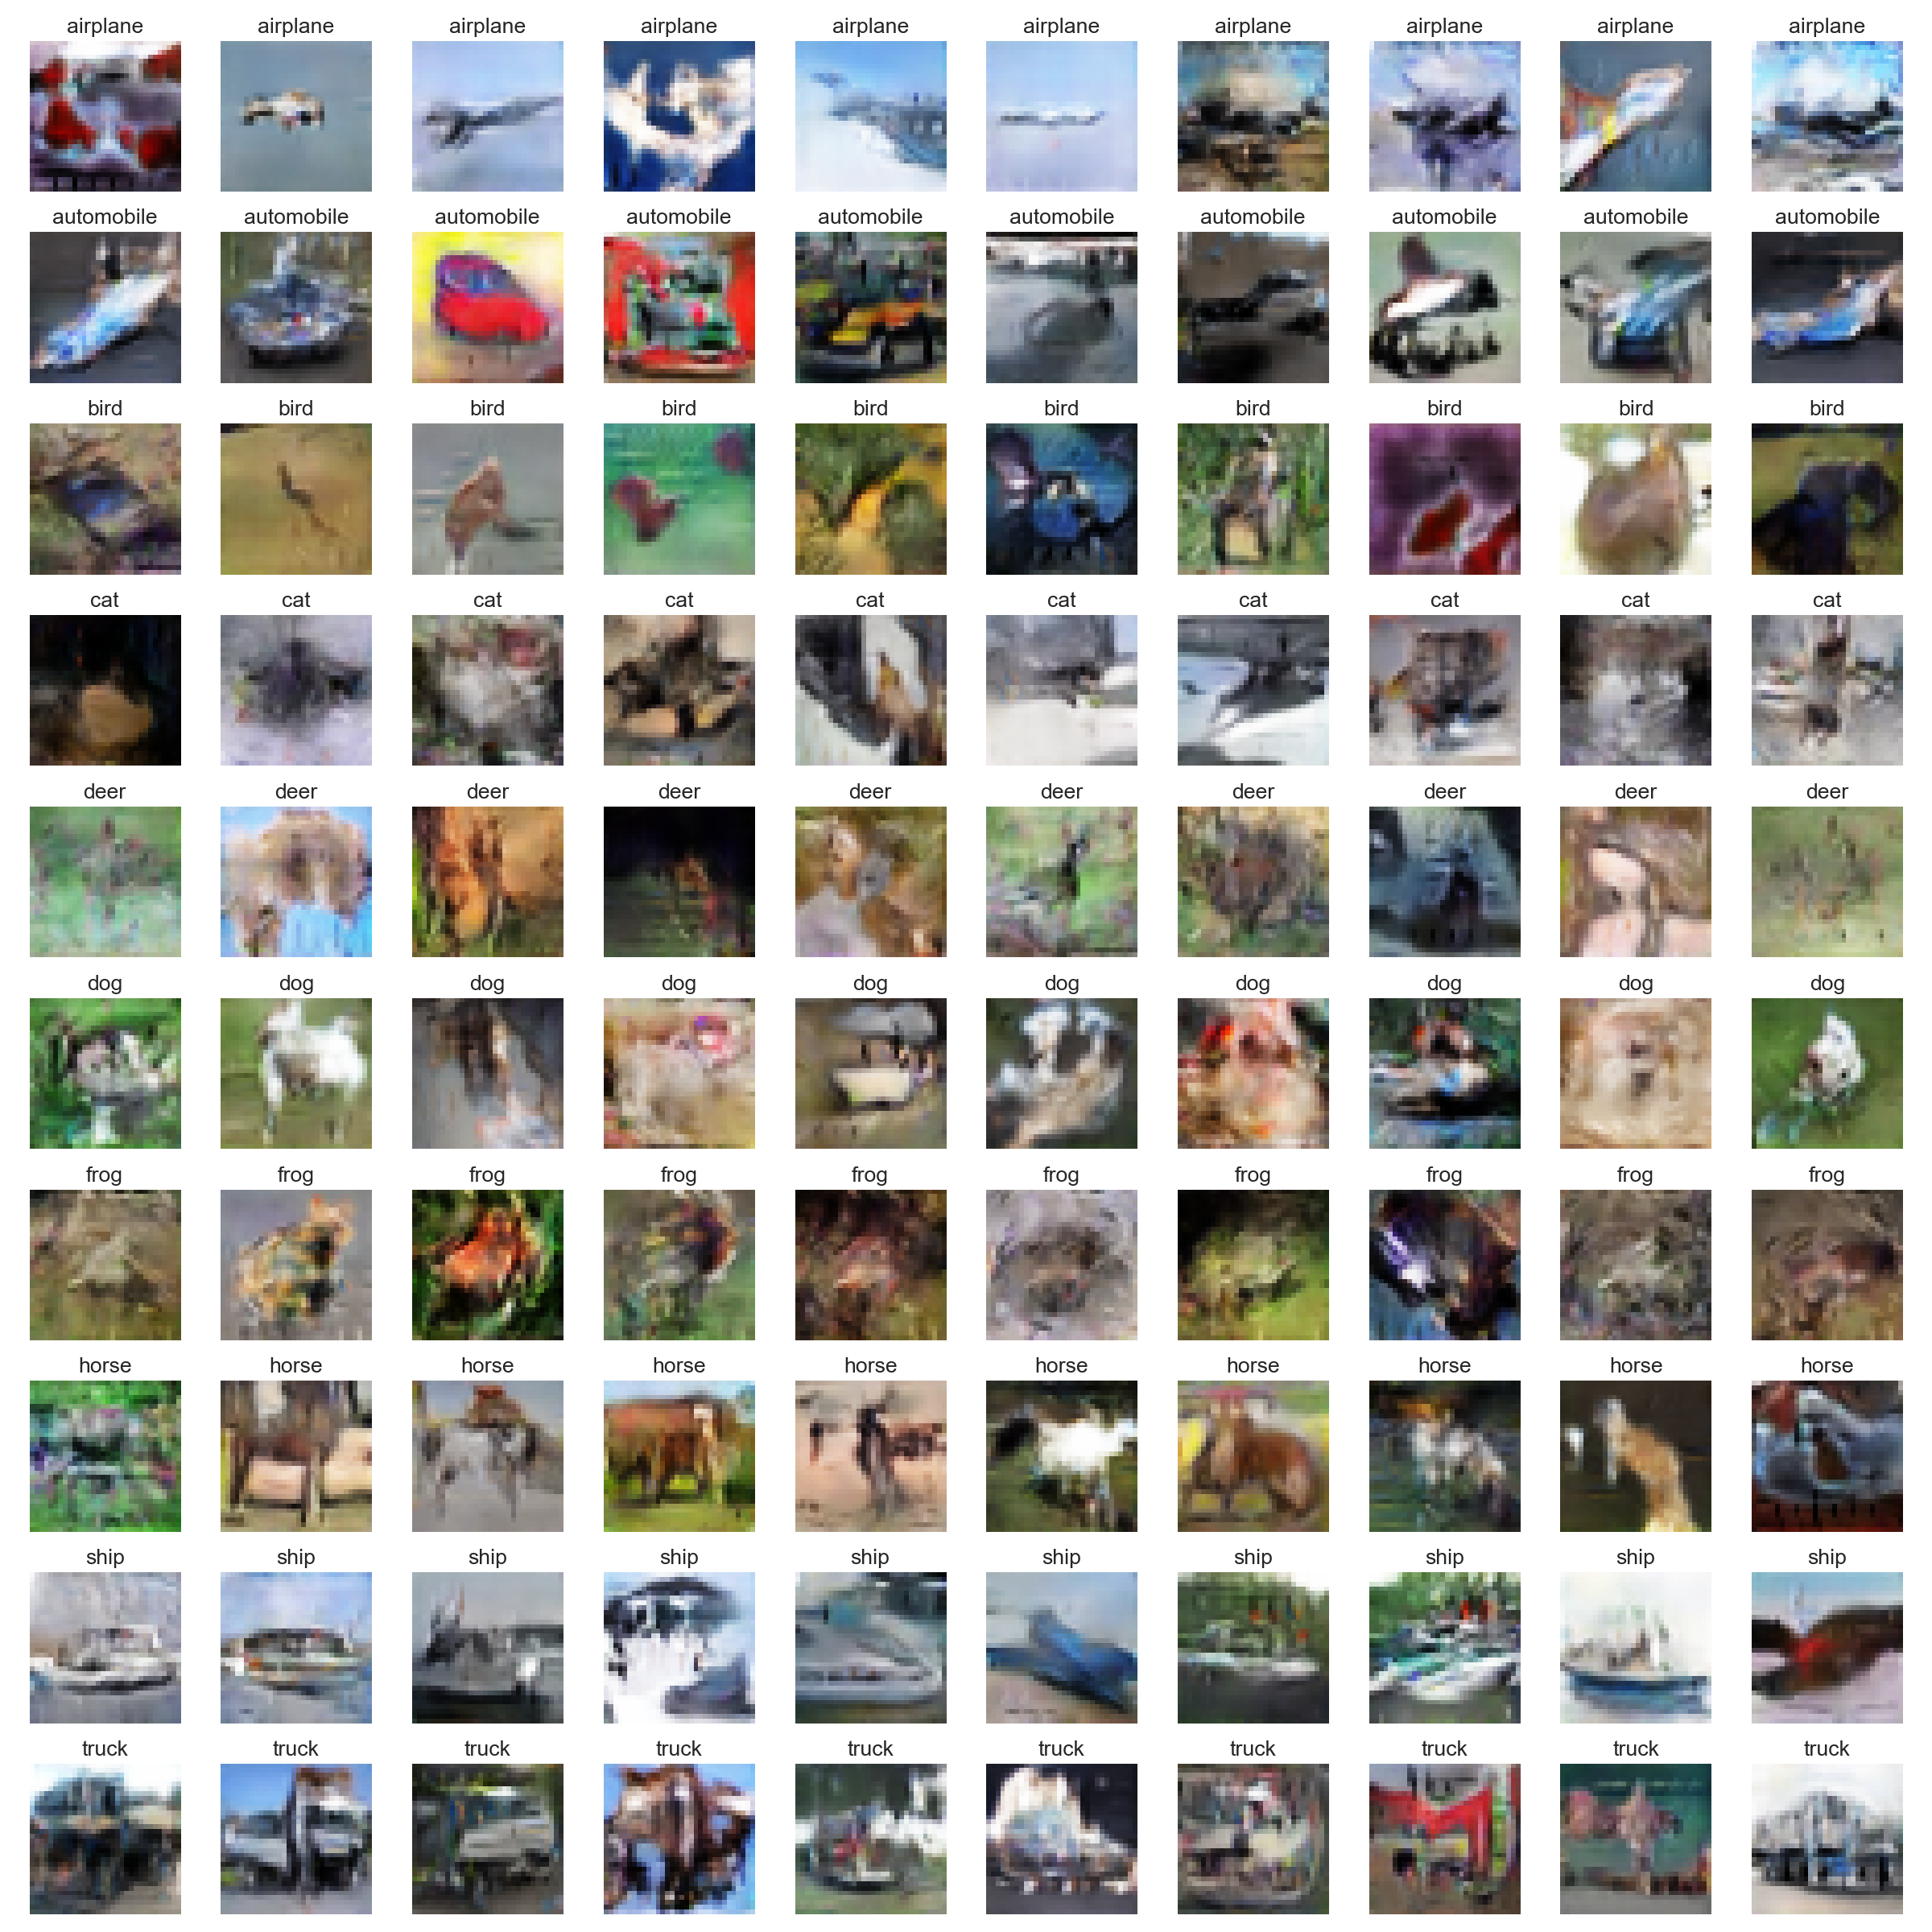 airplane airplane airplane airplane airplane airplane airplane airplane airplane airplane
automobile automobile automobile automobile automobile automobile automobile automobile automobile automobile
bird bird bird bird bird bird bird bird bird bird
cat cat cat cat cat cat cat cat cat cat
deer deer deer deer deer deer deer deer deer deer
dog dog dog dog dog dog dog dog dog dog
frog frog frog frog frog frog frog frog frog frog
horse horse horse horse horse horse horse horse horse horse
ship ship ship ship ship ship ship ship ship ship
truck truck truck truck truck truck truck truck truck truck